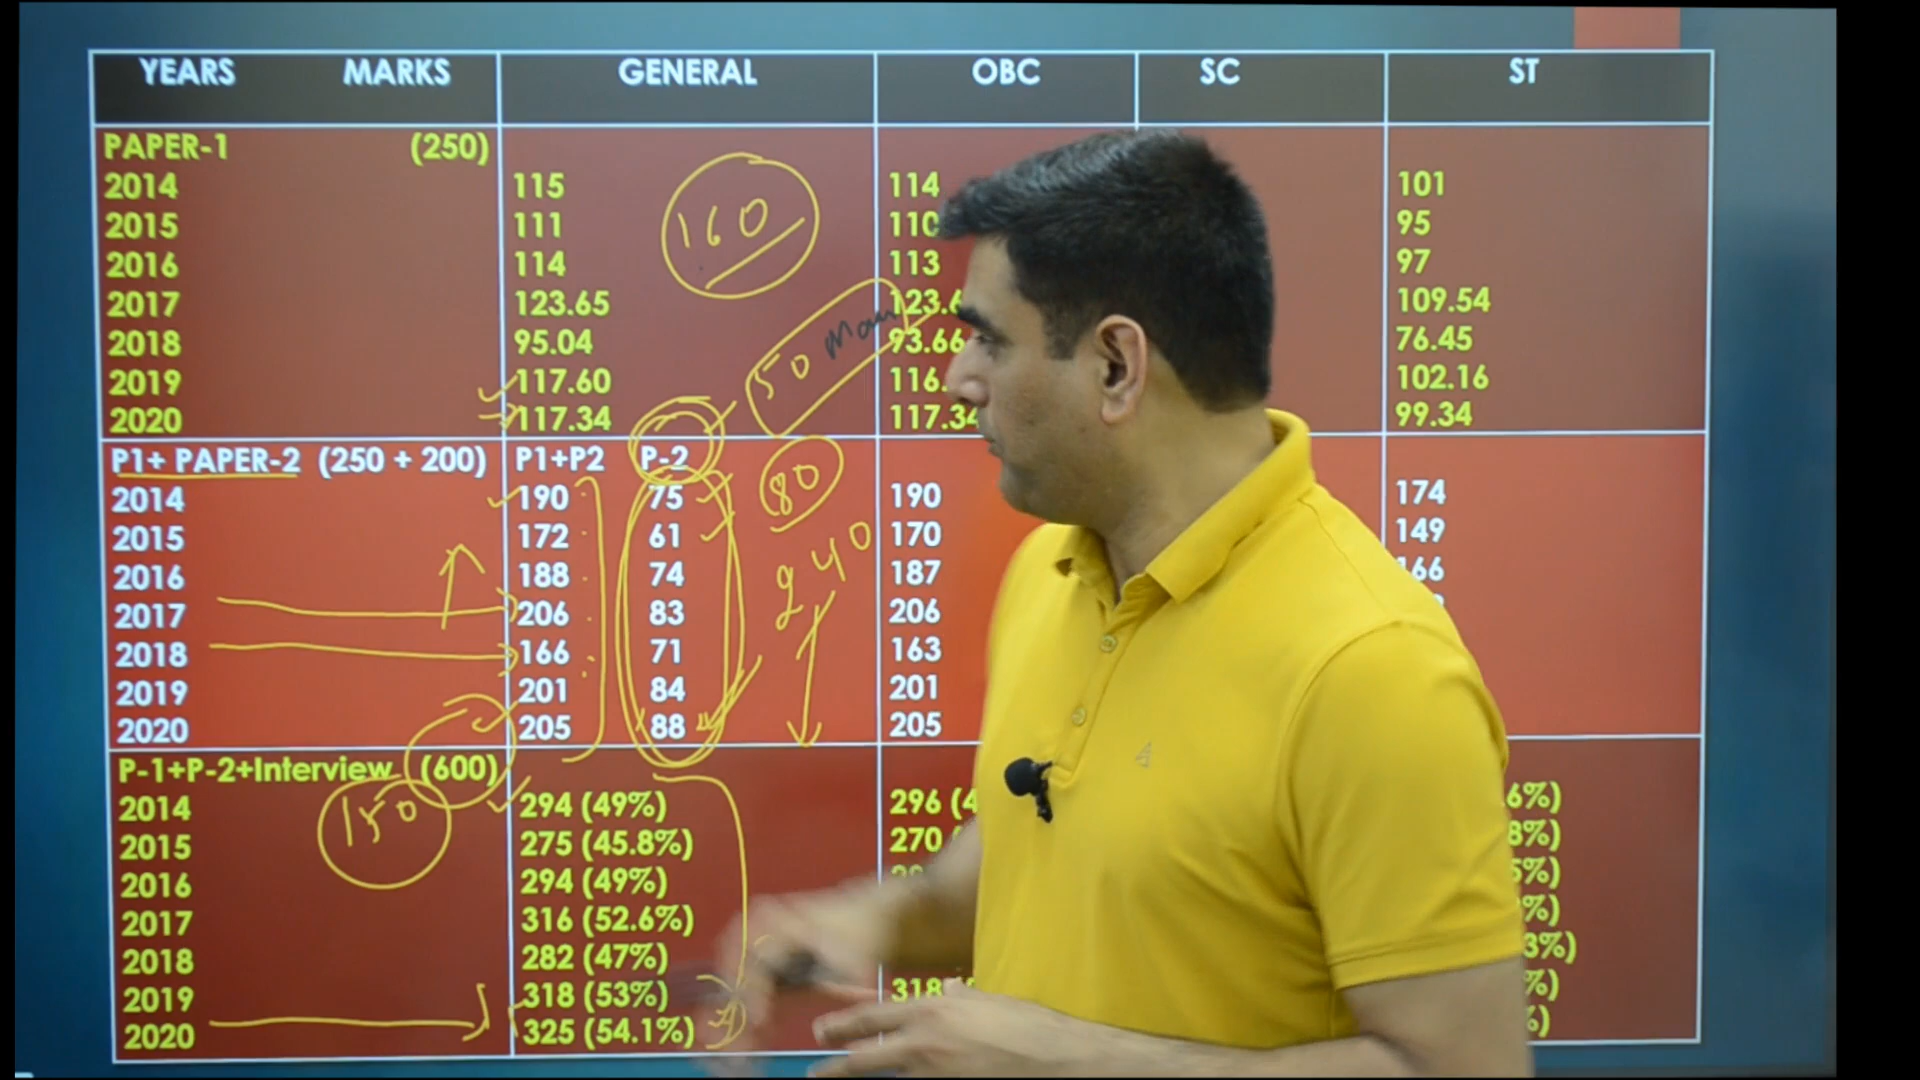 YEARS MARKS GENERAL OBC SC ST
PAPER-1 (250)
2014 115 114 101
2015 111 110 95
2016 114 113 97
2017 123.65 109.54
2018 95.04 93.66 76.45
2019 117.60 116. 102.16
2020 117.34 117.34 99.34
160
50
P1+ PAPER-2 (250 + 200) P1+P2 P-2
80
2014 190 75 190 174
2015 172 61 170 149
2016 188 74 187 166
240
2017 206 83 206
2018 166 71 163
2019 201 84 201
2020 205 88 205
P-1+P-2+Interview (600)
150
2014 294 (49%) 296 (4 6%)
2015 275 (45.8%) 270 8%)
2016 294 (49%) 5%)
2017 316 (52.6%) %)
2018 282 (47%) 3%)
2019 318 (53%) 318 %)
2020 325 (54.1%) %)